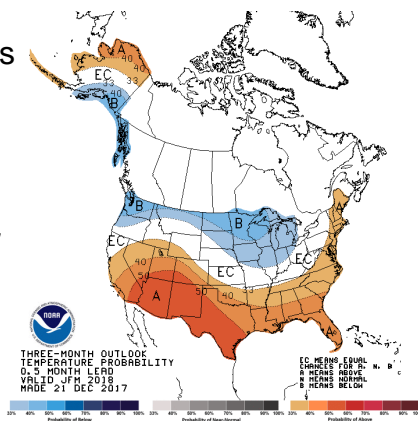 s
A
40
40
EC
33
33
40
B
B
B
A
EC
EC
EC
40
50
50
40
33
A
A
NOAA
THREE-MONTH OUTLOOK
TEMPERATURE PROBABILITY
0.5 MONTH LEAD
VALID JFM 2018
MADE 21 DEC 2017
EC MEANS EQUAL
CHANCES FOR A, N, B
A MEANS ABOVE
N MEANS NORMAL
B MEANS BELOW
33% 40% 50% 60% 70% 80% 90% 100%
33% 40% 50% 60% 70% 80% 90% 100%
33% 40% 50% 60% 70% 80% 90%
Probability of Below
Probability of Near-Normal
Probability of Above